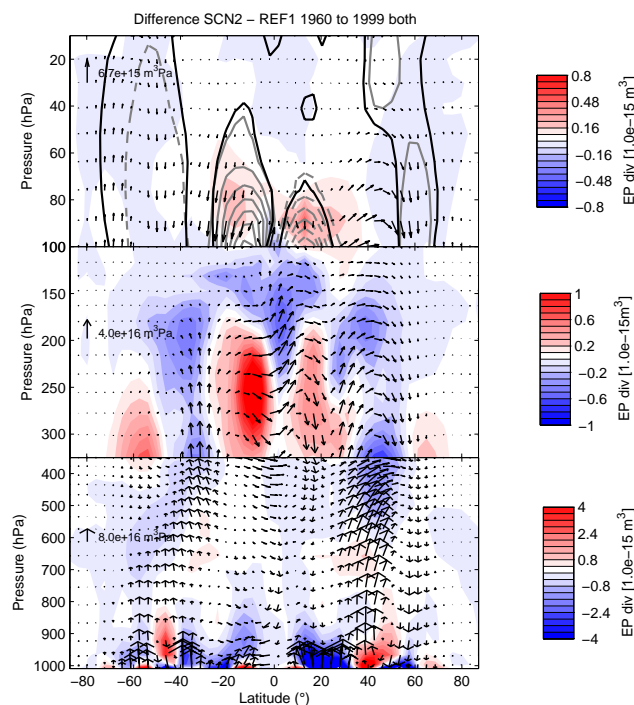 Difference SCN2 − REF1 1960 to 1999 both
20
40
60
80
100
Pressure (hPa)
6.7e+15 m³Pa
0.8
0.48
0.16
−0.16
−0.48
−0.8
EP div [1.0e−15 m³]
100
150
200
250
300
Pressure (hPa)
4.0e+16 m³Pa
1
0.6
0.2
−0.2
−0.6
−1
EP div [1.0e−15m³]
400
500
600
700
800
900
1000
Pressure (hPa)
8.0e+16 m³Pa
4
2.4
0.8
−0.8
−2.4
−4
EP div [1.0e−15 m³]
−80 −60 −40 −20 0 20 40 60 80
Latitude (°)